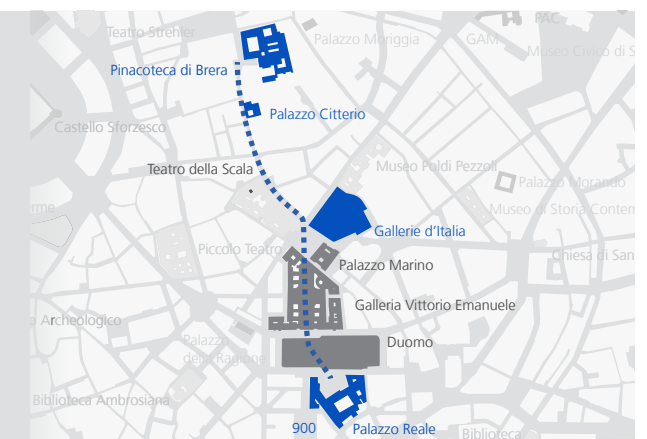 PAC
Teatro Strehler
Palazzo Moriggia
GAM
Museo Civico di S
Pinacoteca di Brera
Palazzo Citterio
Castello Sforzesco
Teatro della Scala
Museo Poldi Pezzoli
Palazzo Morando
Museo di Storia Contem
rme
Gallerie d'Italia
Piccolo Teatro
Chiesa di San
Palazzo Marino
Galleria Vittorio Emanuele
o Archeologico
Palazzo
della Ragione
Duomo
Biblioteca Ambrosiana
900
Palazzo Reale
Biblioteca